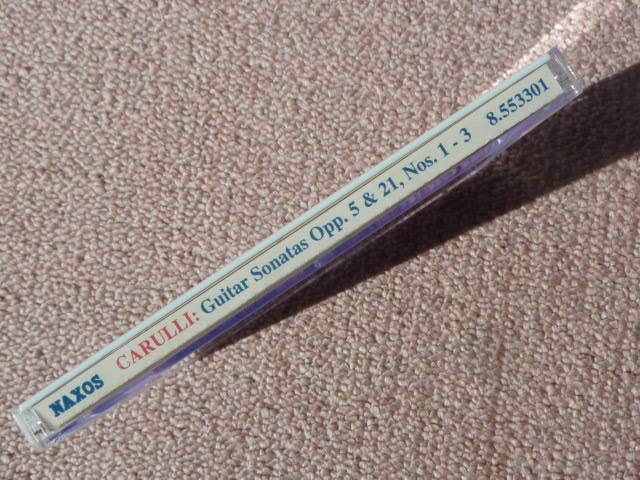 NAXOS CARULLI: Guitar Sonatas Opp. 5 & 21, Nos. 1 - 3 8.553301